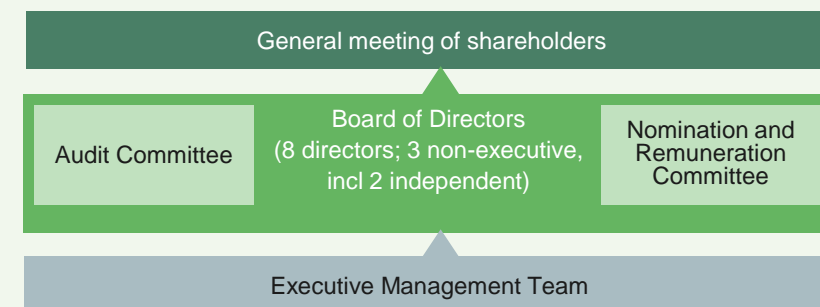 General meeting of shareholders
Audit Committee
Board of Directors
(8 directors; 3 non-executive,
incl 2 independent)
Nomination and
Remuneration
Committee
Executive Management Team